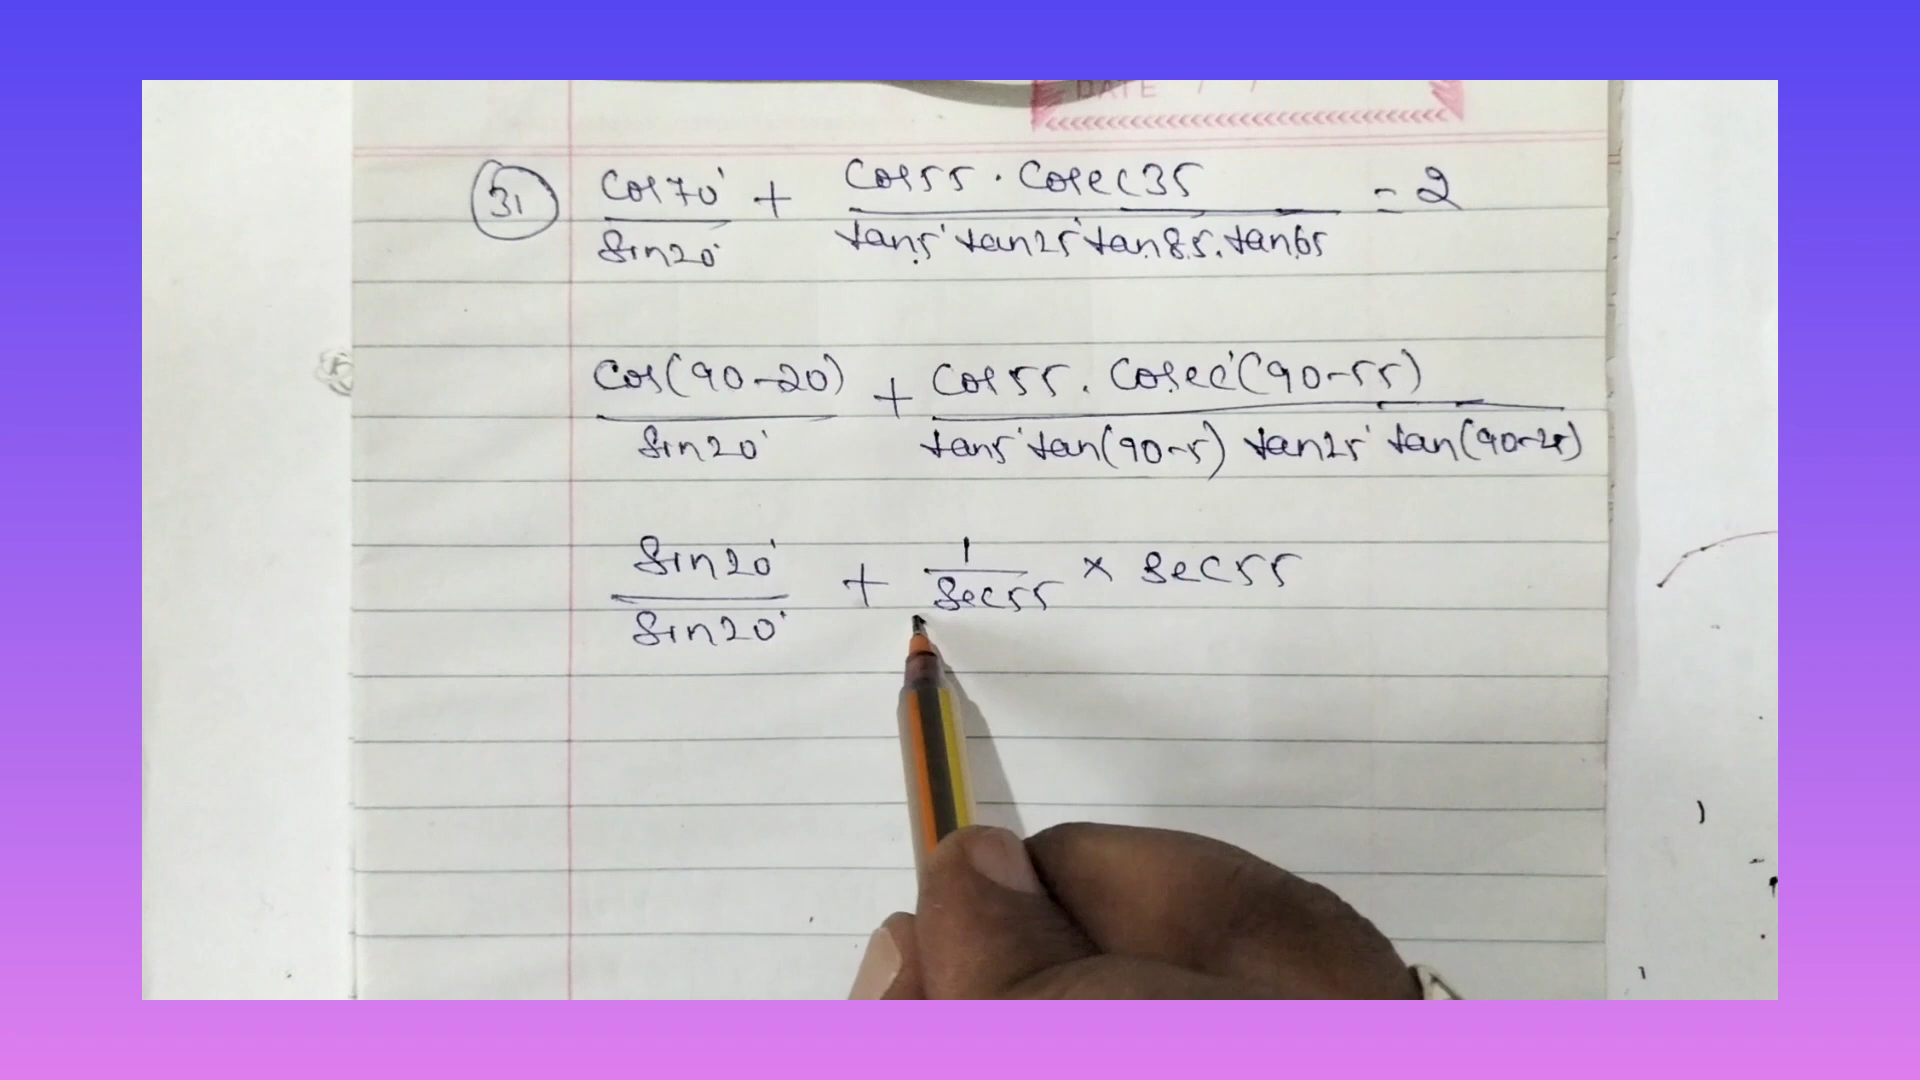 DATE / /
31 cos70° + cos55 · cosec35 = 2
sin20° tan5° tan25° tan85. tan65
cos(90-20) + cos55. cosec(90-55)
sin20° tan5° tan(90-5) tan25° tan(90-25)
sin20° + 1 × sec55
sin20° sec55